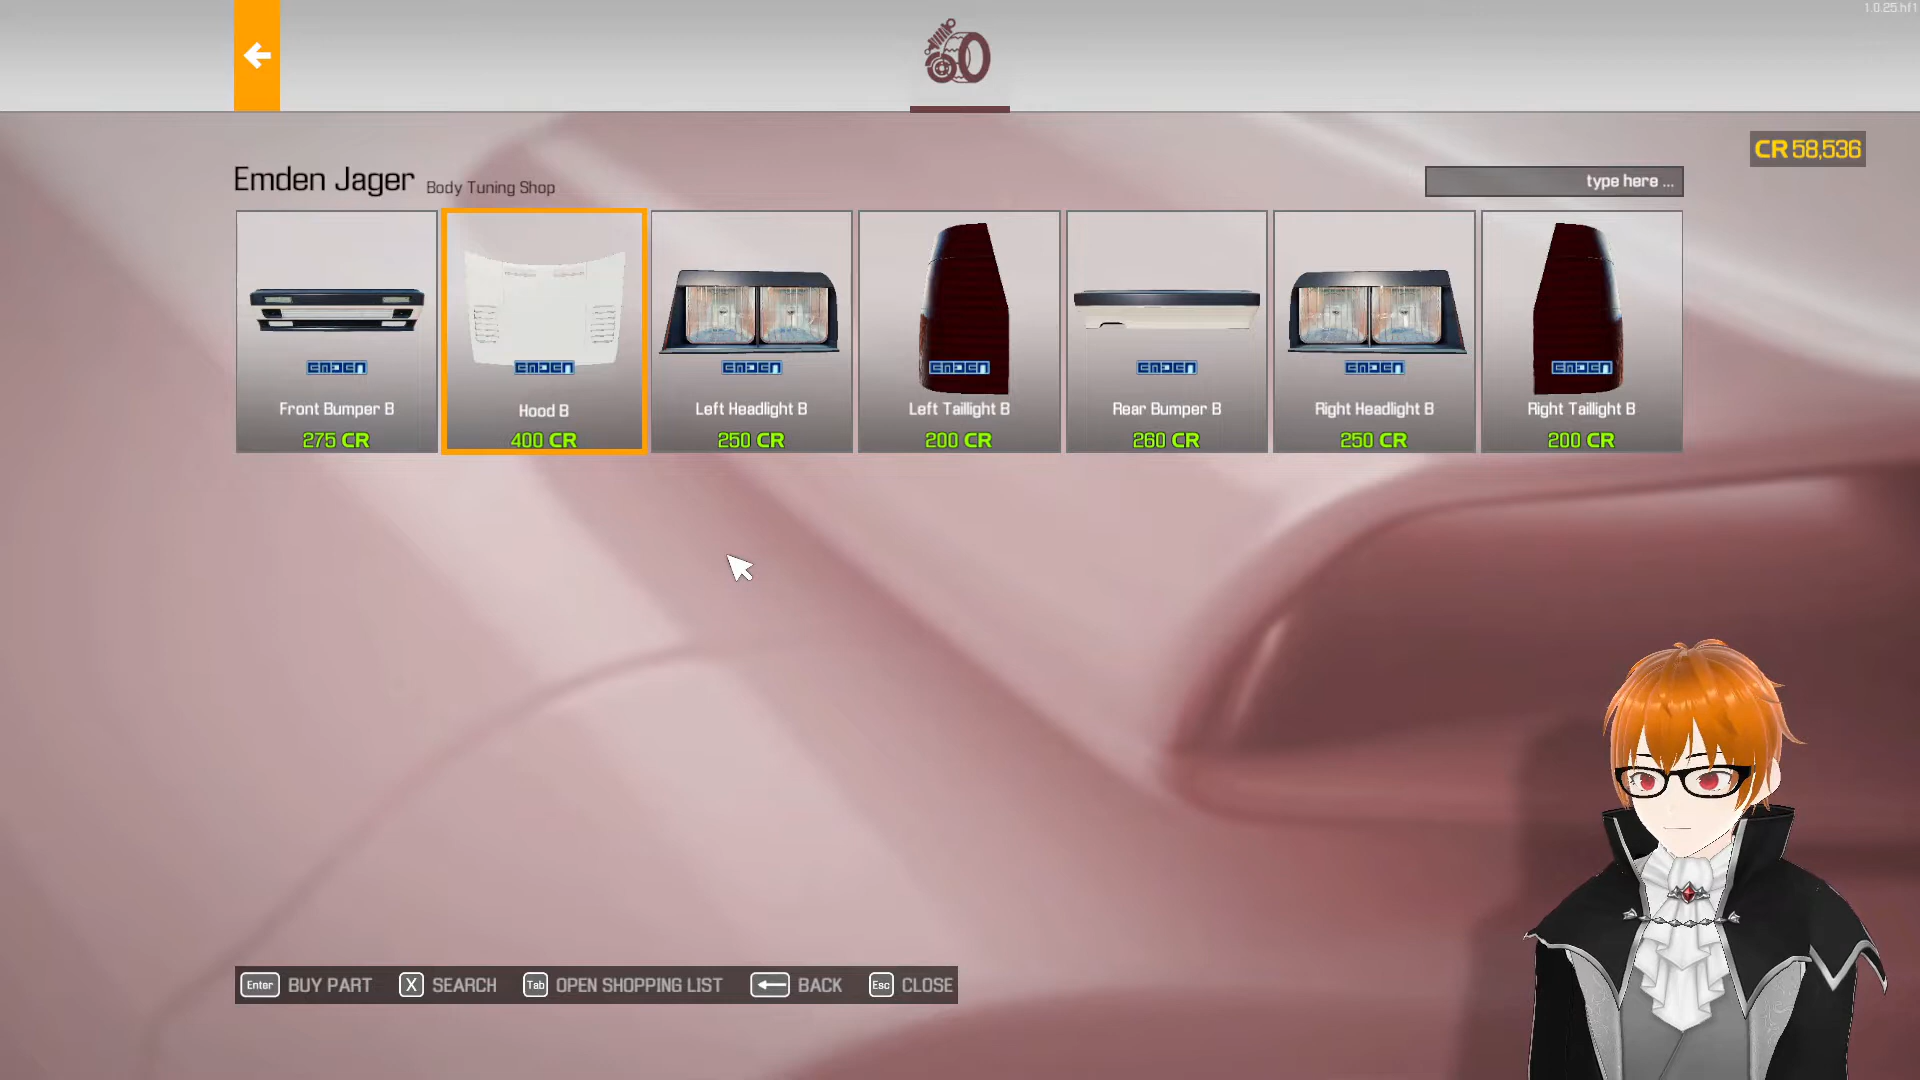 1.0.25.hf1
CR 58,536
Emden Jager Body Tuning Shop
type here ...
Emden Emden Emden Emden Emden Emden Emden
Front Bumper B Hood B Left Headlight B Left Taillight B Rear Bumper B Right Headlight B Right Taillight B
275 CR 400 CR 250 CR 200 CR 260 CR 250 CR 200 CR
Enter BUY PART X SEARCH Tab OPEN SHOPPING LIST BACK Esc CLOSE